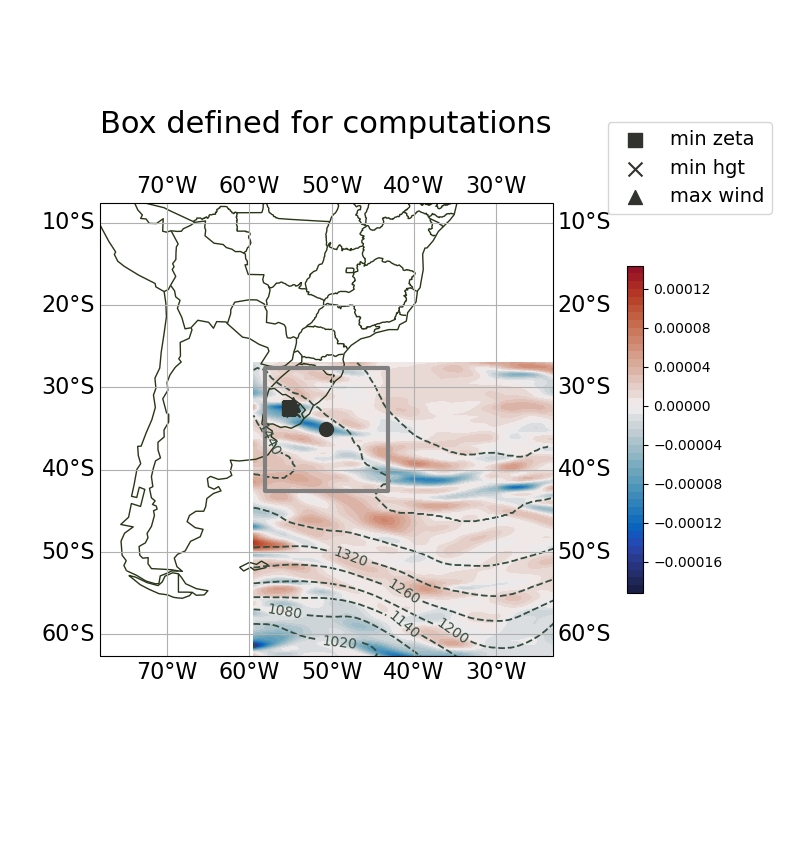 Box defined for computations
min zeta
min hgt
max wind
70°W 60°W 50°W 40°W 30°W
10°S 10°S
20°S 20°S
30°S 30°S
40°S 40°S
50°S 50°S
60°S 60°S
70°W 60°W 50°W 40°W 30°W
1320
1260
1200
1140
1080
1020
0.00012
0.00008
0.00004
0.00000
−0.00004
−0.00008
−0.00012
−0.00016